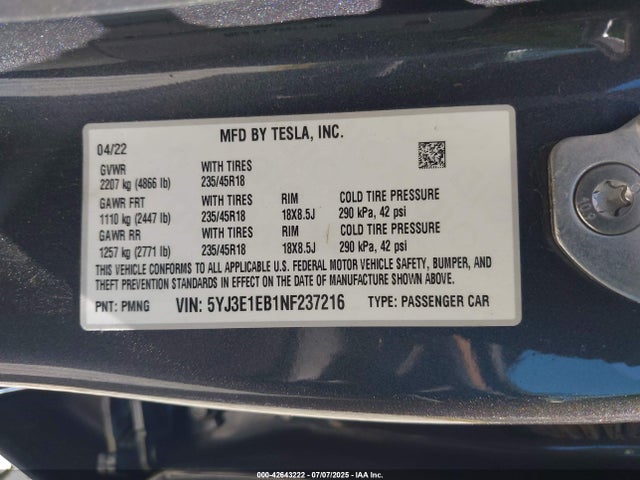 MFD BY TESLA, INC.
04/22
GVWR WITH TIRES
2207 kg (4866 lb) 235/45R18
GAWR FRT WITH TIRES RIM COLD TIRE PRESSURE
1110 kg (2447 lb) 235/45R18 18X8.5J 290 kPa, 42 psi
GAWR RR WITH TIRES RIM COLD TIRE PRESSURE
1257 kg (2771 lb) 235/45R18 18X8.5J 290 kPa, 42 psi
THIS VEHICLE CONFORMS TO ALL APPLICABLE U.S. FEDERAL MOTOR VEHICLE SAFETY, BUMPER, AND
THEFT PREVENTION STANDARDS IN EFFECT ON THE DATE OF MANUFACTURE SHOWN ABOVE.
PNT: PMNG VIN: 5YJ3E1EB1NF237216 TYPE: PASSENGER CAR
000-42643222 - 07/07/2025 - IAA Inc.